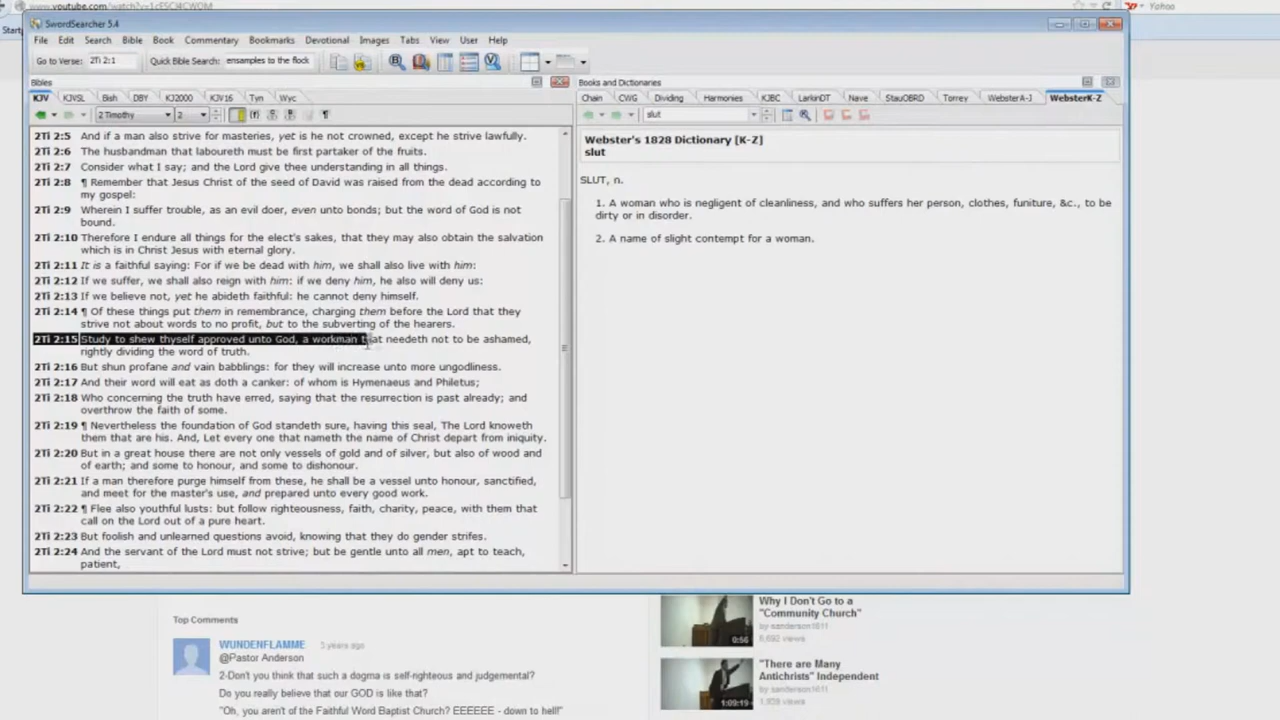 www.youtube.com/watch?v=1cESCJ4CW0M
Yahoo
SwordSearcher 5.4
File Edit Search Bible Book Commentary Bookmarks Devotional Images Tabs View User Help
Go to Verse: 2Ti 2:1 Quick Bible Search: ensamples to the flock
Bibles
KJV KJVSL Bish DBY KJ2000 KJV16 Tyn Wyc
2 Timothy 2
2Ti 2:5 And if a man also strive for masteries, yet is he not crowned, except he strive lawfully.
2Ti 2:6 The husbandman that laboureth must be first partaker of the fruits.
2Ti 2:7 Consider what I say; and the Lord give thee understanding in all things.
2Ti 2:8 ¶ Remember that Jesus Christ of the seed of David was raised from the dead according to
my gospel:
2Ti 2:9 Wherein I suffer trouble, as an evil doer, even unto bonds; but the word of God is not
bound.
2Ti 2:10 Therefore I endure all things for the elect's sakes, that they may also obtain the salvation
which is in Christ Jesus with eternal glory.
2Ti 2:11 It is a faithful saying: For if we be dead with him, we shall also live with him:
2Ti 2:12 If we suffer, we shall also reign with him: if we deny him, he also will deny us:
2Ti 2:13 If we believe not, yet he abideth faithful: he cannot deny himself.
2Ti 2:14 ¶ Of these things put them in remembrance, charging them before the Lord that they
strive not about words to no profit, but to the subverting of the hearers.
2Ti 2:15 Study to shew thyself approved unto God, a workman that needeth not to be ashamed,
rightly dividing the word of truth.
2Ti 2:16 But shun profane and vain babblings: for they will increase unto more ungodliness.
2Ti 2:17 And their word will eat as doth a canker: of whom is Hymenaeus and Philetus;
2Ti 2:18 Who concerning the truth have erred, saying that the resurrection is past already; and
overthrow the faith of some.
2Ti 2:19 ¶ Nevertheless the foundation of God standeth sure, having this seal, The Lord knoweth
them that are his. And, Let every one that nameth the name of Christ depart from iniquity.
2Ti 2:20 But in a great house there are not only vessels of gold and of silver, but also of wood and
of earth; and some to honour, and some to dishonour.
2Ti 2:21 If a man therefore purge himself from these, he shall be a vessel unto honour, sanctified,
and meet for the master's use, and prepared unto every good work.
2Ti 2:22 ¶ Flee also youthful lusts: but follow righteousness, faith, charity, peace, with them that
call on the Lord out of a pure heart.
2Ti 2:23 But foolish and unlearned questions avoid, knowing that they do gender strifes.
2Ti 2:24 And the servant of the Lord must not strive; but be gentle unto all men, apt to teach,
patient,
Books and Dictionaries
Chain CWG Dividing Harmonies KJBC LarkinDT Nave StauOBRD Torrey WebsterA-J WebsterK-Z
slut
Webster's 1828 Dictionary [K-Z]
slut
SLUT, n.
1. A woman who is negligent of cleanliness, and who suffers her person, clothes, funiture, &c., to be
dirty or in disorder.
2. A name of slight contempt for a woman.
Top Comments
WUNDENFLAMME 5 years ago
@Pastor Anderson
2-Don't you think that such a dogma is self-righteous and judgemental?
Do you really believe that our GOD is like that?
"Oh, you aren't of the Faithful Word Baptist Church? EEEEEE - down to hell!"
Why I Don't Go to a
"Community Church"
by sanderson1611
6,692 views
0:56
"There are Many
Antichrists" Independent
by sanderson1611
1,928 views
1:09:19